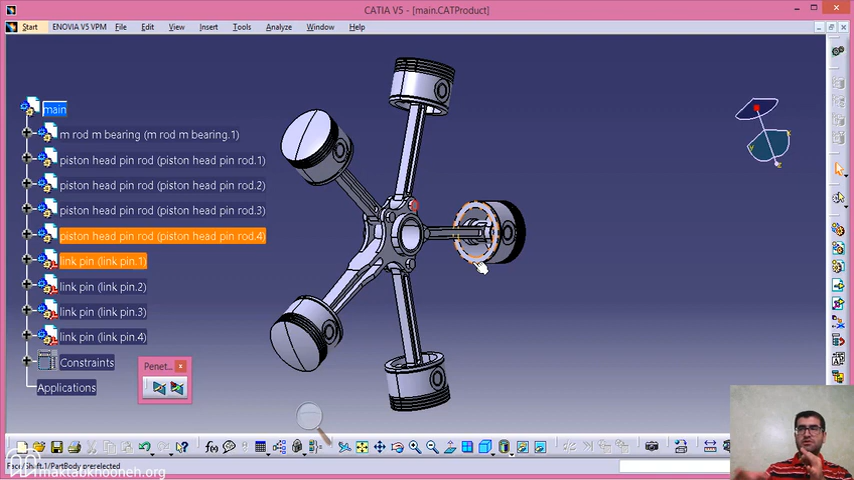 CATIA V5 - [main.CATProduct]
Start ENOVIA V5 VPM File Edit View Insert Tools Analyze Window Help
main
m rod m bearing (m rod m bearing.1)
piston head pin rod (piston head pin rod.1)
piston head pin rod (piston head pin rod.2)
piston head pin rod (piston head pin rod.3)
piston head pin rod (piston head pin rod.4)
link pin (link pin.1)
link pin (link pin.2)
link pin (link pin.3)
link pin (link pin.4)
Constraints
Applications
Penet...
f(x)
Face/Shift.1/PartBody preselected
maktabkhooneh.org